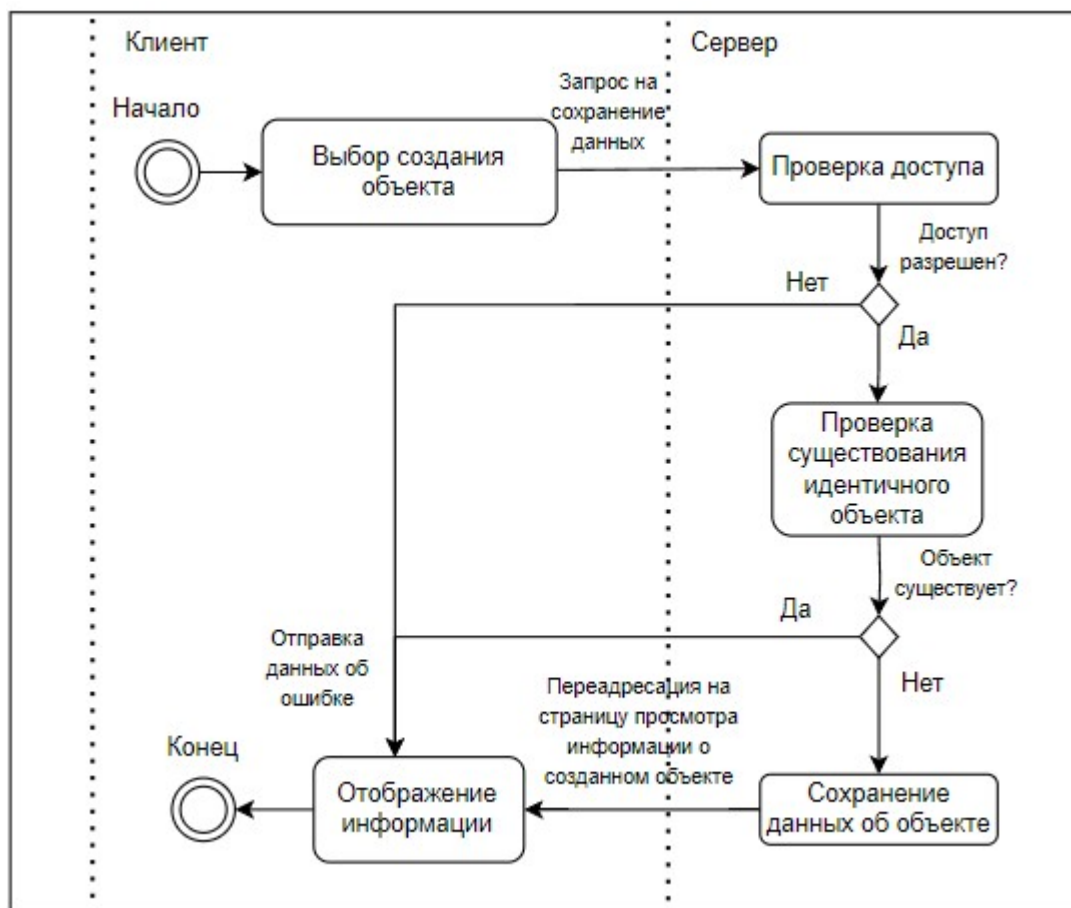 Клиент
Сервер
Начало
Выбор создания
объекта
Запрос на
сохранение
данных
Проверка доступа
Доступ
разрешен?
Нет
Да
Проверка
существования
идентичного
объекта
Объект
существует?
Да
Нет
Отправка
данных об
ошибке
Переадресация на
страницу просмотра
информации о
созданном объекте
Конец
Отображение
информации
Сохранение
данных об объекте